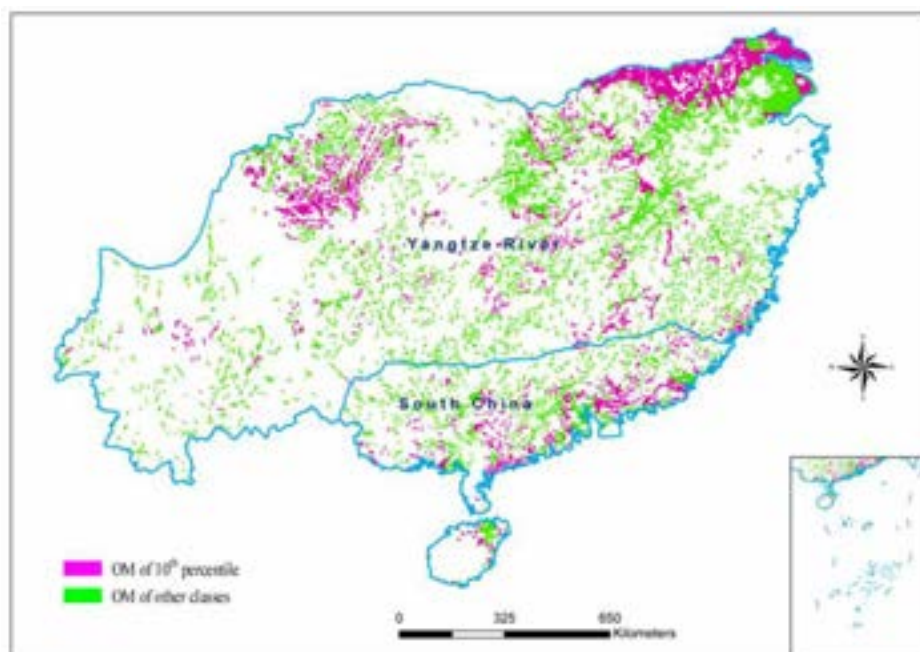 Yangtze-River
South China
OM of 10th percentile
OM of other classes
0 325 650
Kilometers